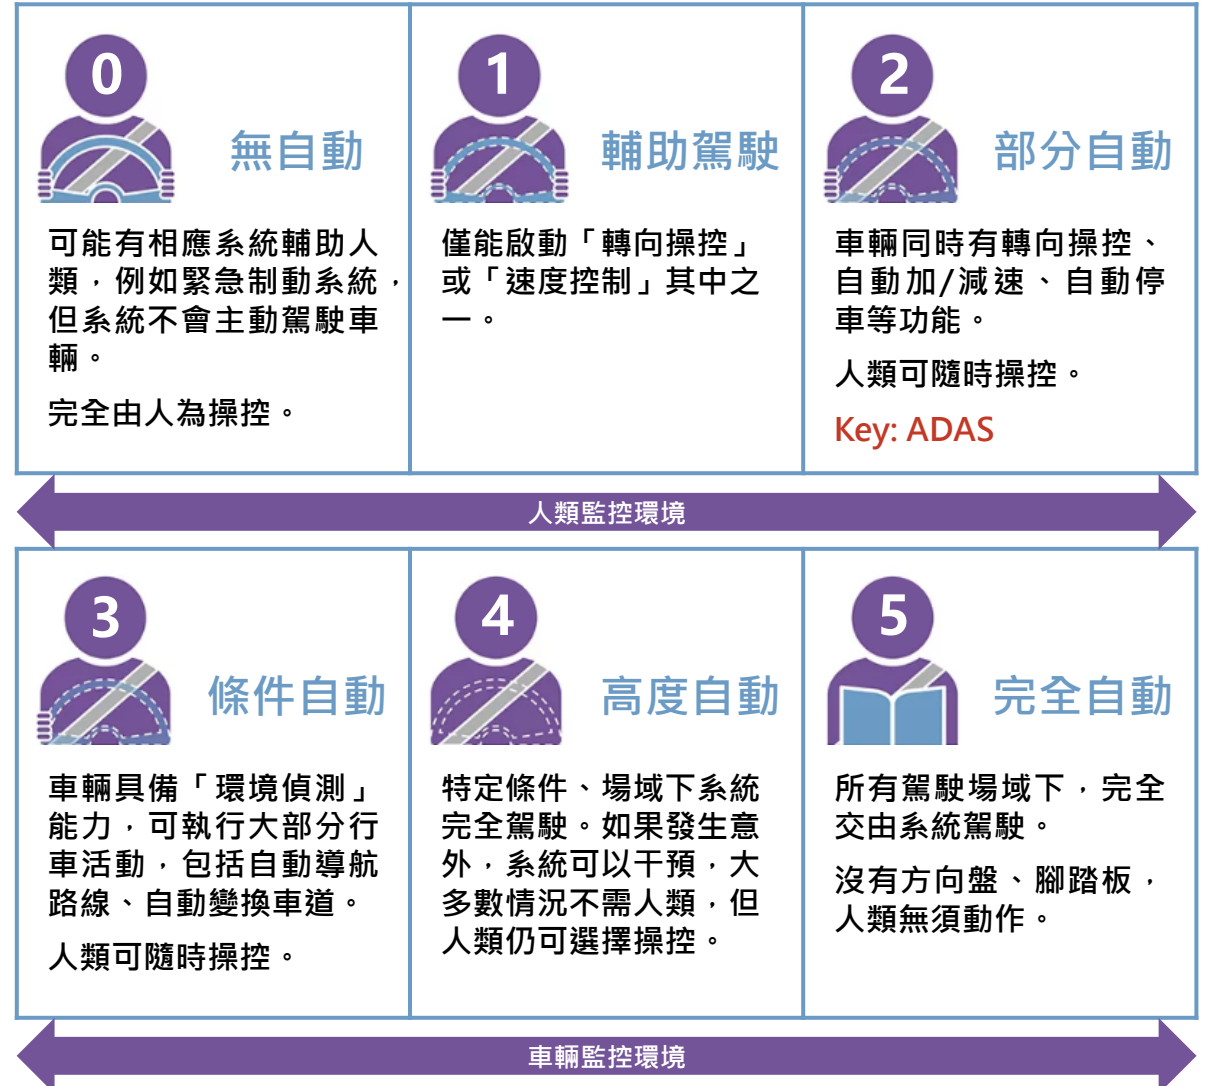 0
無自動
可能有相應系統輔助人
類，例如緊急制動系統，
但系統不會主動駕駛車
輛。
完全由人為操控。
1
輔助駕駛
僅能啟動「轉向操控」
或「速度控制」其中之
一。
2
部分自動
車輛同時有轉向操控、
自動加/減速、自動停
車等功能。
人類可隨時操控。
Key: ADAS
人類監控環境
3
條件自動
車輛具備「環境偵測」
能力，可執行大部分行
車活動，包括自動導航
路線、自動變換車道。
人類可隨時操控。
4
高度自動
特定條件、場域下系統
完全駕駛。如果發生意
外，系統可以干預，大
多數情況不需人類，但
人類仍可選擇操控。
5
完全自動
所有駕駛場域下，完全
交由系統駕駛。
沒有方向盤、腳踏板，
人類無須動作。
車輛監控環境